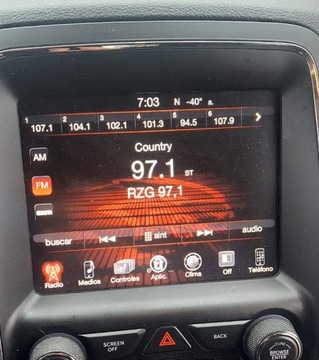 7:03 N -40° a.
1 107.1 2 104.1 3 102.1 4 101.3 5 94.5 6 107.9
AM
Country
97.1 ST
FM
RZG 97,1
buscar sint audio
Radio Medios Controles Aplic. Clima Off Teléfono
SCREEN OFF BACK BROWSE ENTER